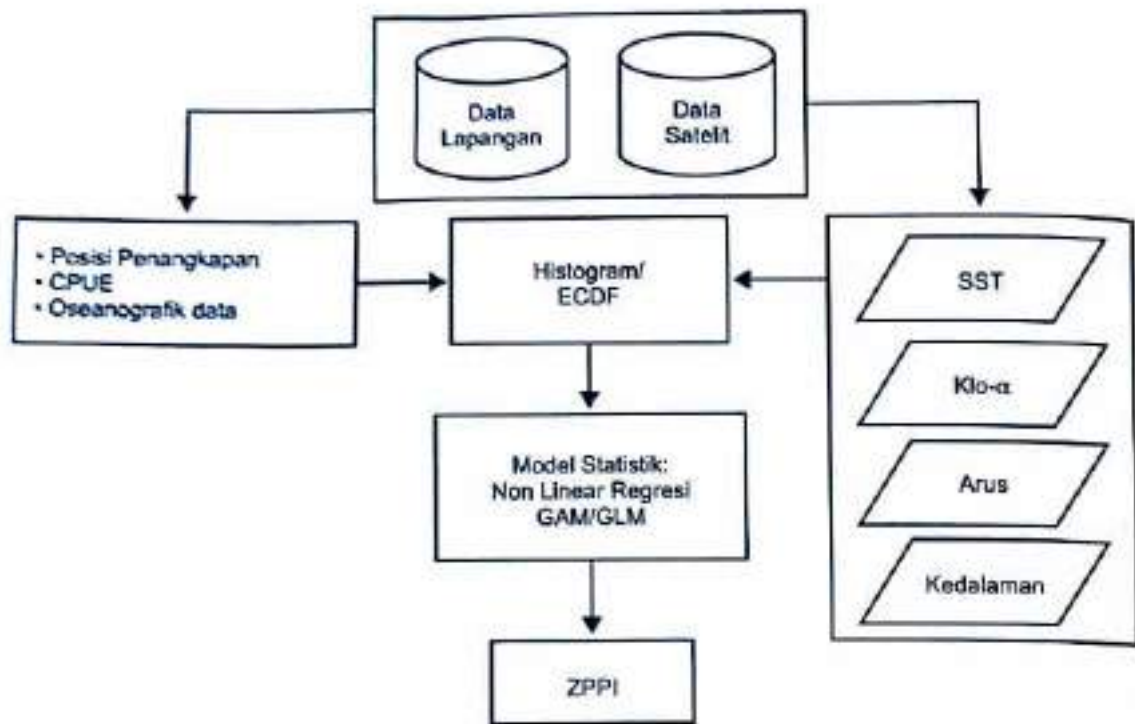 Data
Lapangan
Data
Satelit
• Posisi Penangkapan
• CPUE
• Oseanografik data
Histogram/
ECDF
SST
Klo-α
Arus
Kedalaman
Model Statistik:
Non Linear Regresi
GAM/GLM
ZPPI